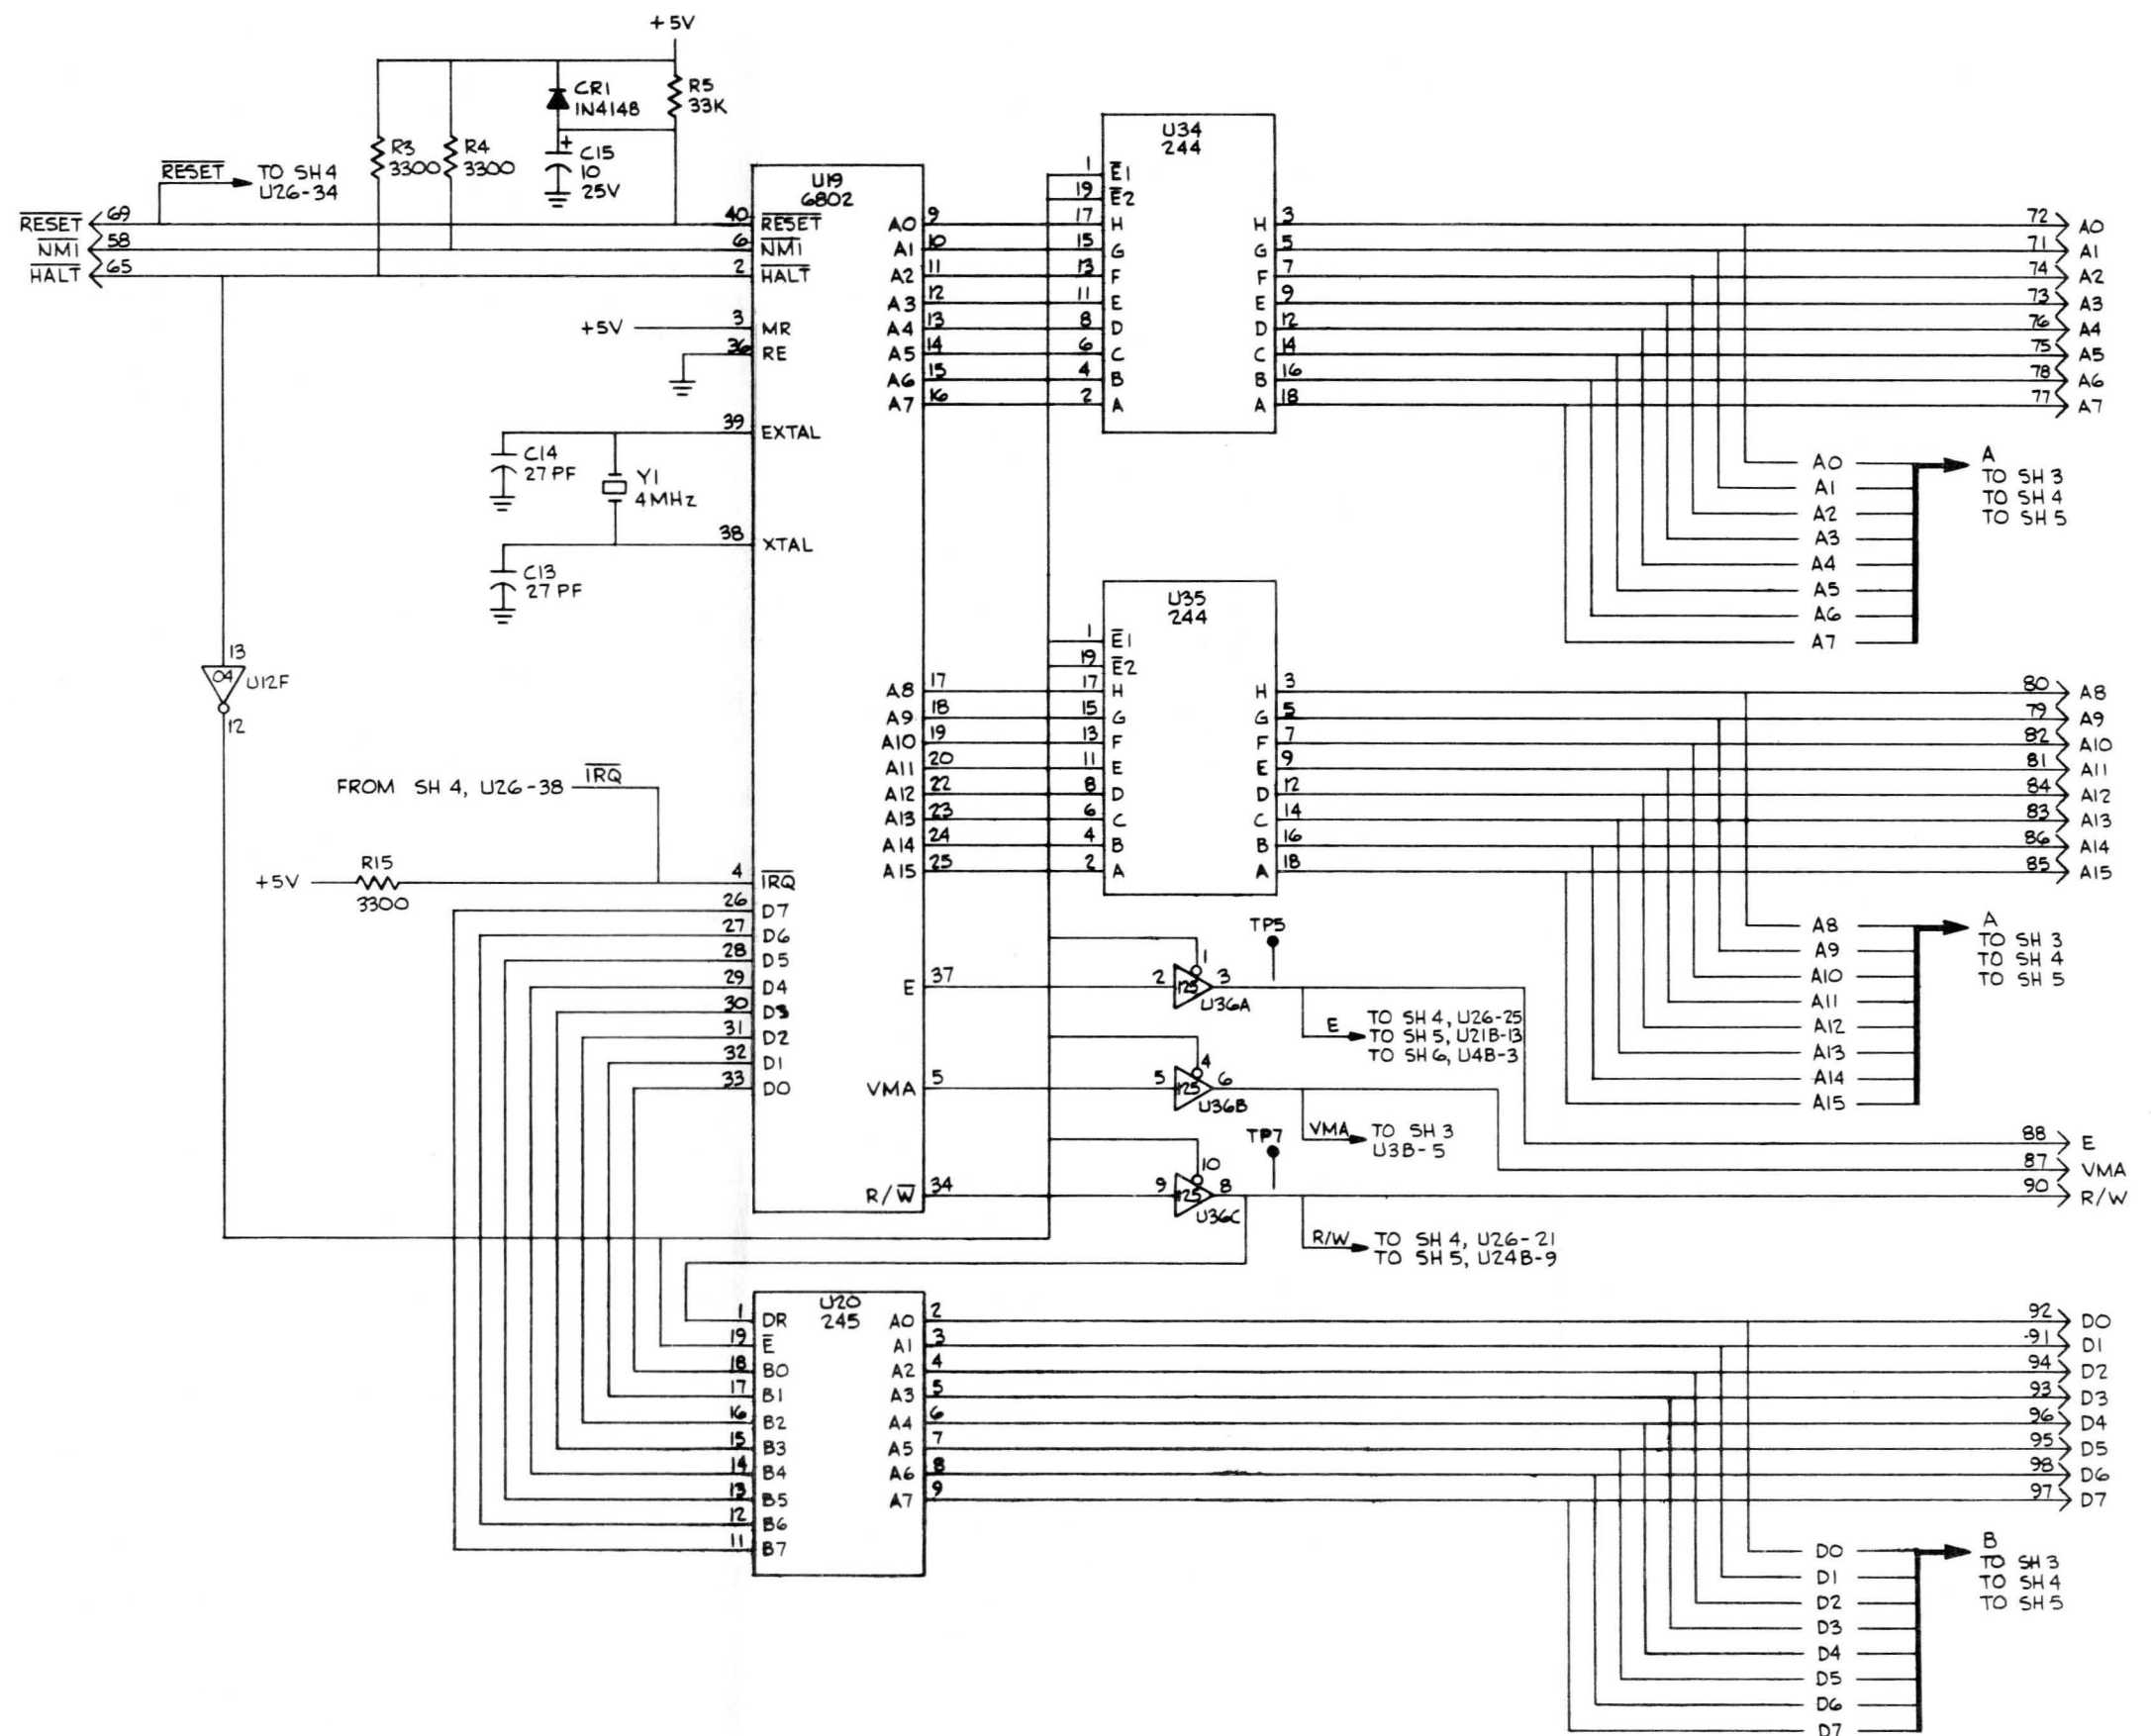 +5V
CR1
1N4148
R5
33K
R3
3300
R4
3300
+
C15
10
25V
RESET TO SH4
U26-34
RESET 69
NMI 58
HALT 65
U19
6802
40 RESET
6 NMI
2 HALT
+5V 3 MR
36 RE
39 EXTAL
C14
27 PF
Y1
4MHz
38 XTAL
C13
27 PF
A0 9
A1 10
A2 11
A3 12
A4 13
A5 14
A6 15
A7 16
U34
244
1 E1
19 E2
17 H H 3
15 G G 5
13 F F 7
11 E E 9
8 D D 12
6 C C 14
4 B B 16
2 A A 18
72 A0
71 A1
74 A2
73 A3
76 A4
75 A5
78 A6
77 A7
A0
A1
A2
A3
A4
A5
A6
A7
A
TO SH 3
TO SH 4
TO SH 5
13
04 U12F
12
FROM SH 4, U26-38 IRQ
R15
+5V
3300
4 IRQ
26 D7
27 D6
28 D5
29 D4
30 D3
31 D2
32 D1
33 D0
A8 17
A9 18
A10 19
A11 20
A12 22
A13 23
A14 24
A15 25
E 37
VMA 5
R/W 34
U35
244
1 E1
19 E2
17 H H 3
15 G G 5
13 F F 7
11 E E 9
8 D D 12
6 C C 14
4 B B 16
2 A A 18
80 A8
79 A9
82 A10
81 A11
84 A12
83 A13
86 A14
85 A15
A8
A9
A10
A11
A12
A13
A14
A15
A
TO SH 3
TO SH 4
TO SH 5
TP5
1
2 125 3
U36A
E TO SH 4, U26-25
TO SH 5, U21B-13
TO SH 6, U4B-3
4
5 125 6
U36B
VMA TO SH 3
U3B-5
TP7
10
9 125 8
U36C
R/W TO SH 4, U26-21
TO SH 5, U24B-9
88 E
87 VMA
90 R/W
U20
245
1 DR A0 2
19 E A1 3
18 B0 A2 4
17 B1 A3 5
16 B2 A4 6
15 B3 A5 7
14 B4 A6 8
13 B5 A7 9
12 B6
11 B7
92 D0
91 D1
94 D2
93 D3
96 D4
95 D5
98 D6
97 D7
D0
D1
D2
D3
D4
D5
D6
D7
B
TO SH 3
TO SH 4
TO SH 5